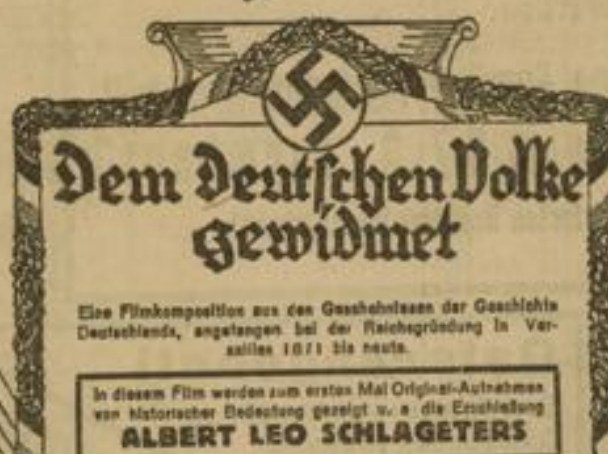 Dem Deutschen Volke
gewidmet
Eine Filmkomposition aus den Geschehnissen der Geschichte
Deutschlands, angefangen bei der Reichsgründung in Ver-
sailles 1871 bis heute.
In diesem Film werden zum ersten Mal Original-Aufnahmen
von historischer Bedeutung gezeigt u. a die Erschießung
ALBERT LEO SCHLAGETERS